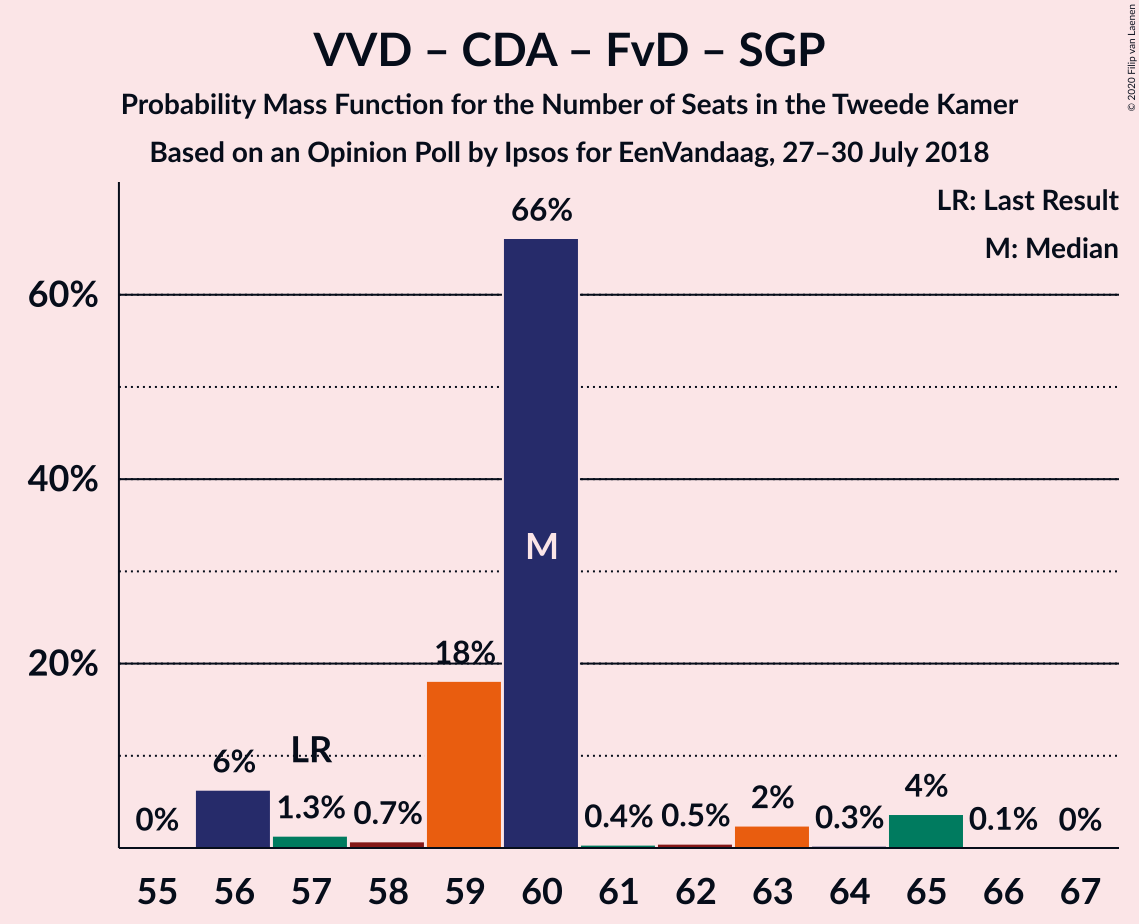 VVD – CDA – FvD – SGP
Probability Mass Function for the Number of Seats in the Tweede Kamer
Based on an Opinion Poll by Ipsos for EenVandaag, 27–30 July 2018
© 2020 Filip van Laenen
LR: Last Result
M: Median
66%
60%
40%
M
18%
20%
LR
6%
4%
2%
1.3%
0.7%
0.4%
0.5%
0.3%
0.1%
0%
0%
55 56 57 58 59 60 61 62 63 64 65 66 67